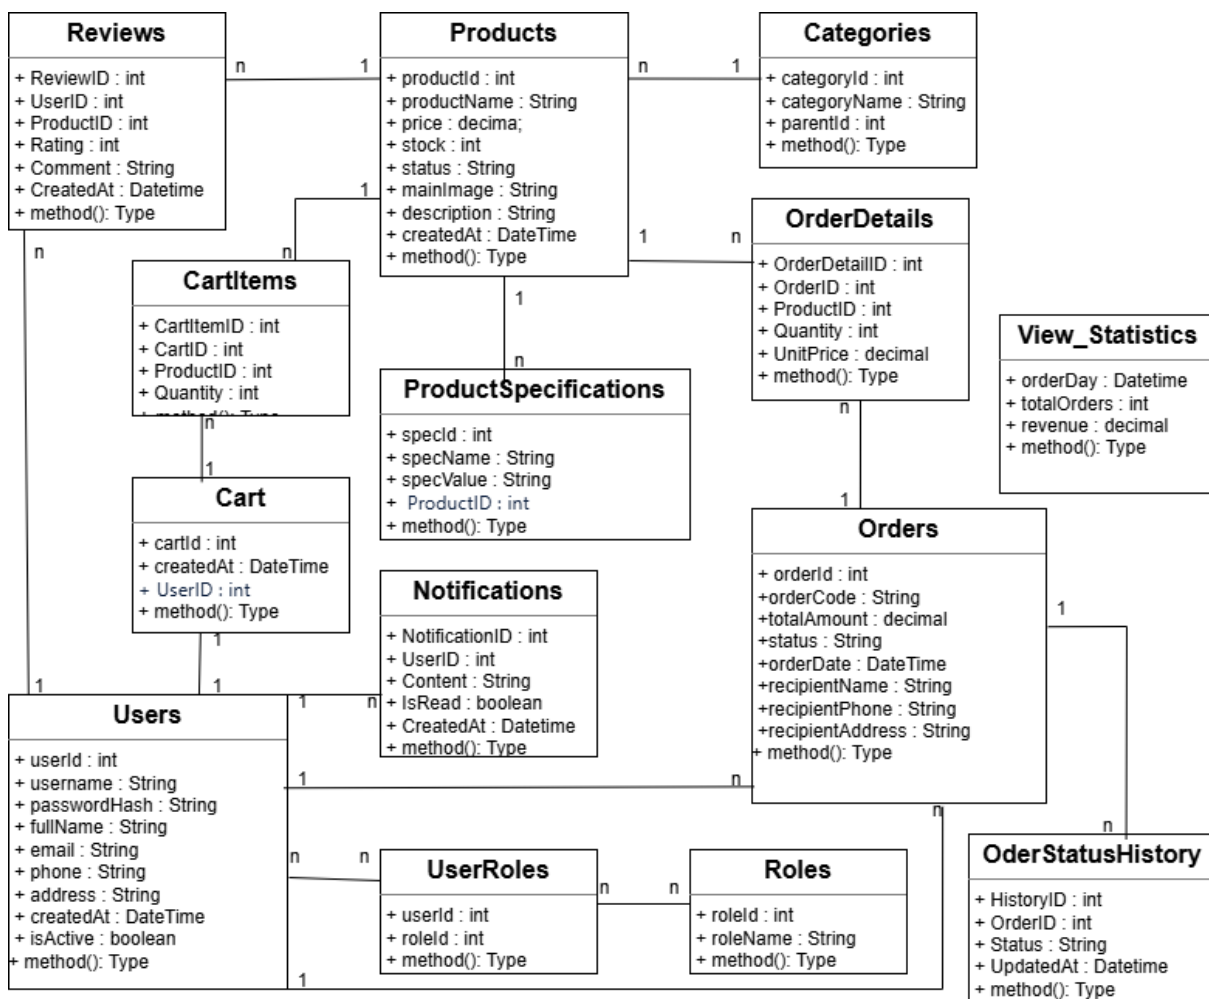 Reviews
+ ReviewID : int
+ UserID : int
+ ProductID : int
+ Rating : int
+ Comment : String
+ CreatedAt : Datetime
+ method(): Type
n
1
Products
+ productId : int
+ productName : String
+ price : decima;
+ stock : int
+ status : String
+ mainImage : String
+ description : String
+ createdAt : DateTime
+ method(): Type
n
1
Categories
+ categoryId : int
+ categoryName : String
+ parentId : int
+ method(): Type
1
n
n
1
n
OrderDetails
+ OrderDetailID : int
+ OrderID : int
+ ProductID : int
+ Quantity : int
+ UnitPrice : decimal
+ method(): Type
CartItems
+ CartItemID : int
+ CartID : int
+ ProductID : int
+ Quantity : int
+ method(): Type
1
n
ProductSpecifications
+ specId : int
+ specName : String
+ specValue : String
+ ProductID : int
+ method(): Type
View_Statistics
+ orderDay : Datetime
+ totalOrders : int
+ revenue : decimal
+ method(): Type
n
1
n
1
Cart
+ cartId : int
+ createdAt : DateTime
+ UserID : int
+ method(): Type
1
1
1
Notifications
+ NotificationID : int
+ UserID : int
+ Content : String
+ IsRead : boolean
+ CreatedAt : Datetime
+ method(): Type
1
n
Orders
+ orderId : int
+orderCode : String
+totalAmount : decimal
+status : String
+orderDate : DateTime
+recipientName : String
+recipientPhone : String
+recipientAddress : String
+ method(): Type
1
n
Users
+ userId : int
+ username : String
+ passwordHash : String
+ fullName : String
+ email : String
+ phone : String
+ address : String
+ createdAt : DateTime
+ isActive : boolean
+ method(): Type
1
n
n
n
n
1
UserRoles
+ userId : int
+ roleId : int
+ method(): Type
n
n
Roles
+ roleId : int
+ roleName : String
+ method(): Type
OderStatusHistory
+ HistoryID : int
+ OrderID : int
+ Status : String
+ UpdatedAt : Datetime
+ method(): Type